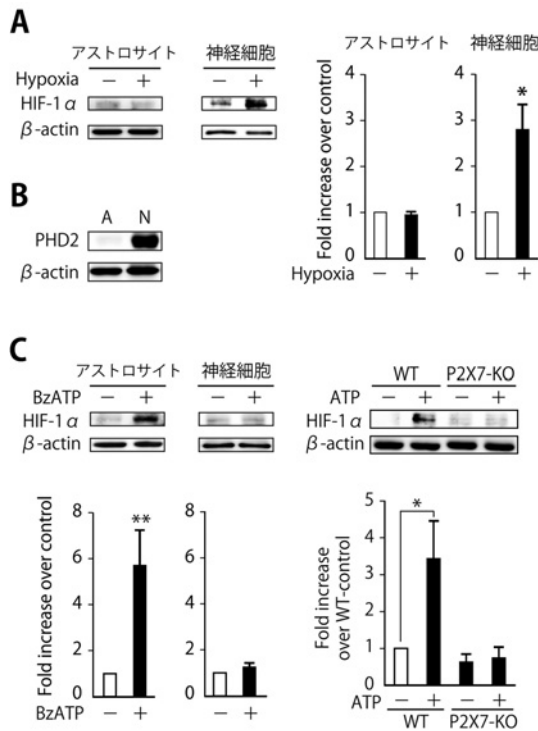 A
アストロサイト 神経細胞
Hypoxia − + − +
HIF-1α
β-actin
アストロサイト 神経細胞
Fold increase over control
4 4
3 3
2 2
1 1
0 0
*
Hypoxia − + − +
B
A N
PHD2
β-actin
C
アストロサイト 神経細胞
BzATP − + − +
HIF-1α
β-actin
WT P2X7-KO
ATP − + − +
HIF-1α
β-actin
Fold increase over control
8 8
6 6
4 4
2 2
0 0
**
BzATP − + − +
Fold increase
over WT-control
5
4
3
2
1
0
*
ATP − + − +
WT P2X7-KO